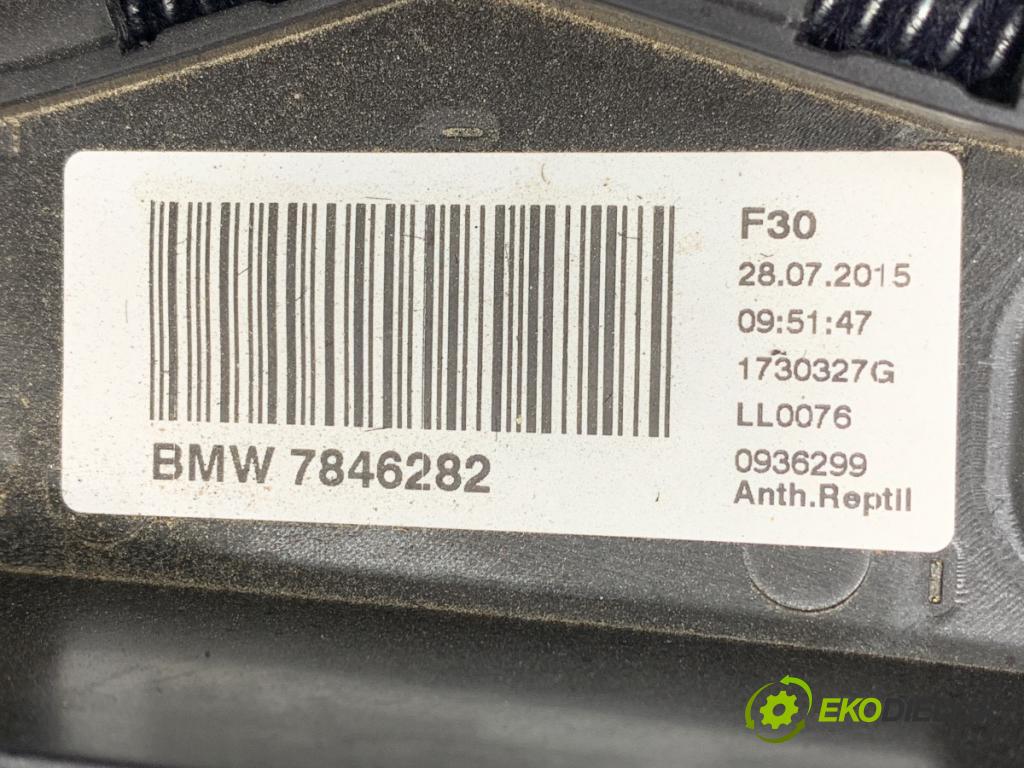 F30
28.07.2015
09:51:47
1730327G
LL0076
0936299
Anth.Reptil
BMW 7846282
EKODIE